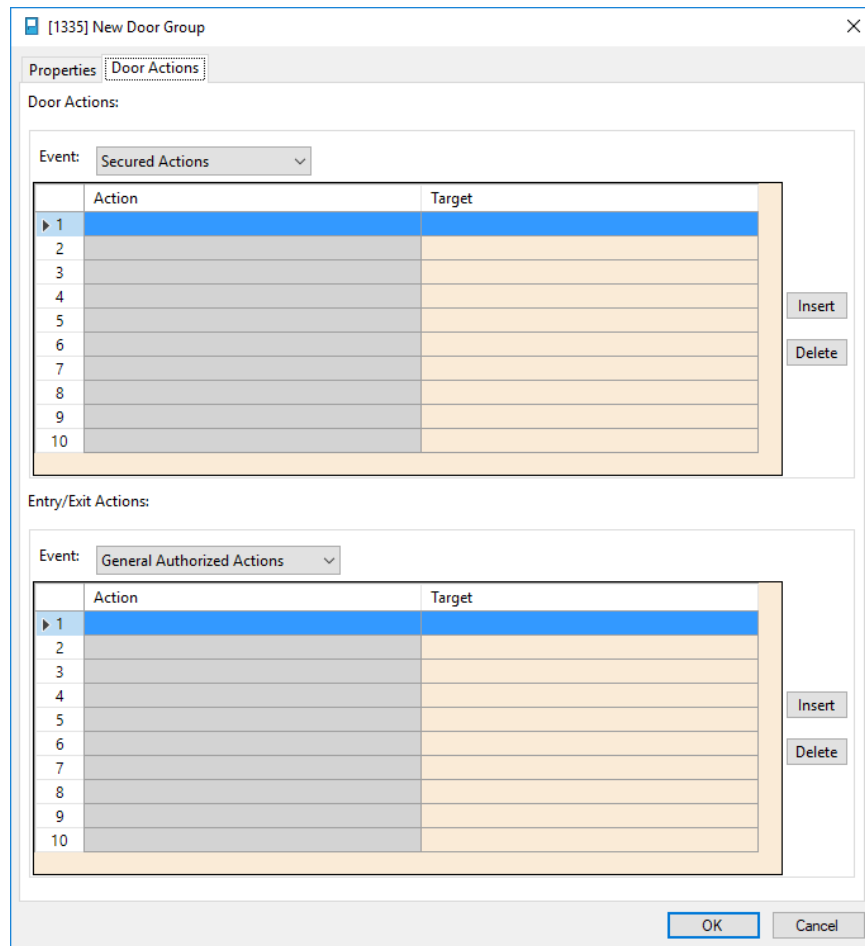 [1335] New Door Group
Properties Door Actions
Door Actions:
Event: Secured Actions
Action Target
1
2
3
4
5
6
7
8
9
10
Insert
Delete
Entry/Exit Actions:
Event: General Authorized Actions
Action Target
1
2
3
4
5
6
7
8
9
10
Insert
Delete
OK Cancel